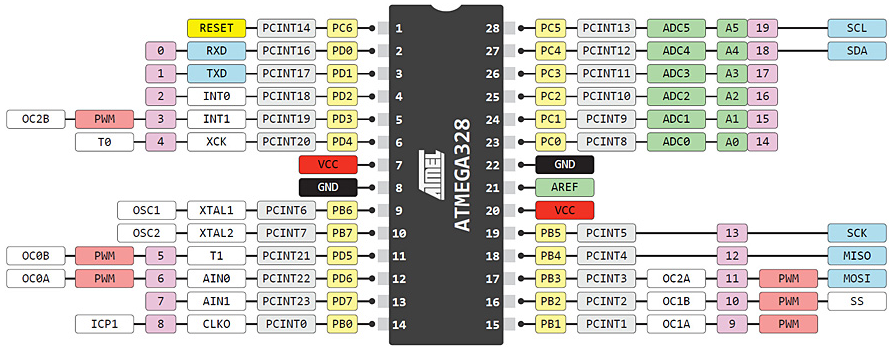 RESET PCINT14 PC6 1 28 PC5 PCINT13 ADC5 A5 19 SCL
0 RXD PCINT16 PD0 2 27 PC4 PCINT12 ADC4 A4 18 SDA
1 TXD PCINT17 PD1 3 26 PC3 PCINT11 ADC3 A3 17
2 INT0 PCINT18 PD2 4 25 PC2 PCINT10 ADC2 A2 16
OC2B PWM 3 INT1 PCINT19 PD3 5 24 PC1 PCINT9 ADC1 A1 15
T0 4 XCK PCINT20 PD4 6 23 PC0 PCINT8 ADC0 A0 14
VCC 7 22 GND
GND 8 21 AREF
OSC1 XTAL1 PCINT6 PB6 9 20 VCC
OSC2 XTAL2 PCINT7 PB7 10 19 PB5 PCINT5 13 SCK
OC0B PWM 5 T1 PCINT21 PD5 11 18 PB4 PCINT4 12 MISO
OC0A PWM 6 AIN0 PCINT22 PD6 12 17 PB3 PCINT3 OC2A 11 PWM MOSI
7 AIN1 PCINT23 PD7 13 16 PB2 PCINT2 OC1B 10 PWM SS
ICP1 8 CLKO PCINT0 PB0 14 15 PB1 PCINT1 OC1A 9 PWM
ATMEL
ATMEGA328